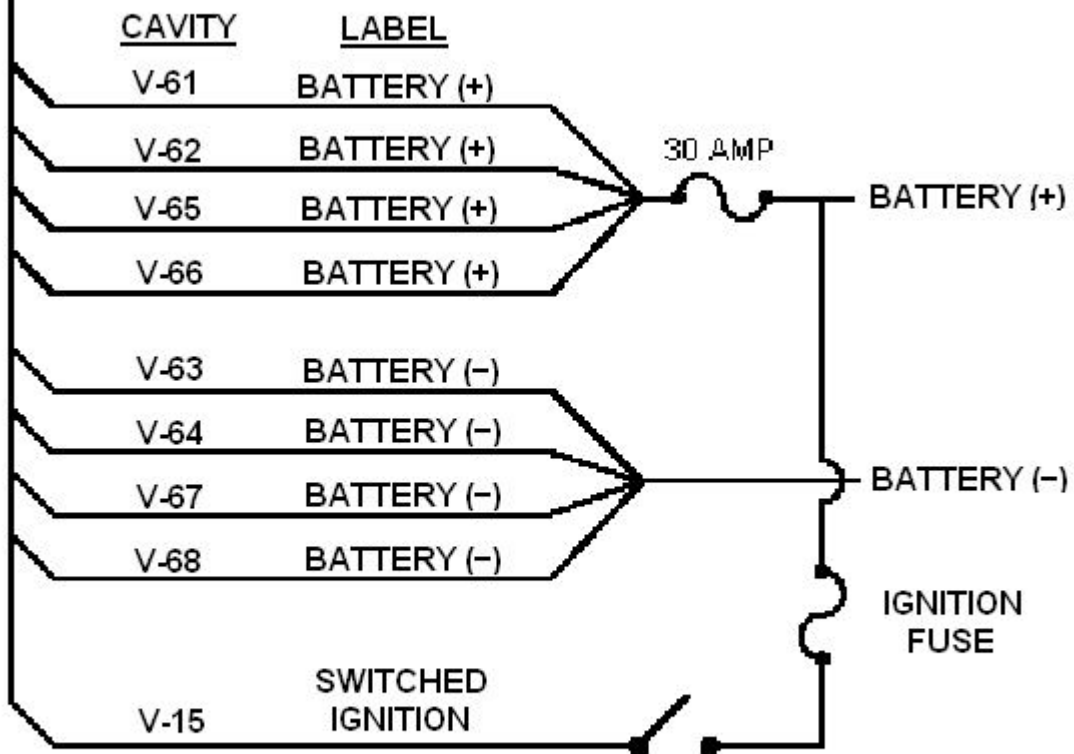 CAVITY LABEL
V-61 BATTERY (+)
V-62 BATTERY (+)
30 AMP
V-65 BATTERY (+)
BATTERY (+)
V-66 BATTERY (+)
V-63 BATTERY (−)
V-64 BATTERY (−)
V-67 BATTERY (−)
BATTERY (−)
V-68 BATTERY (−)
IGNITION
FUSE
SWITCHED
IGNITION
V-15